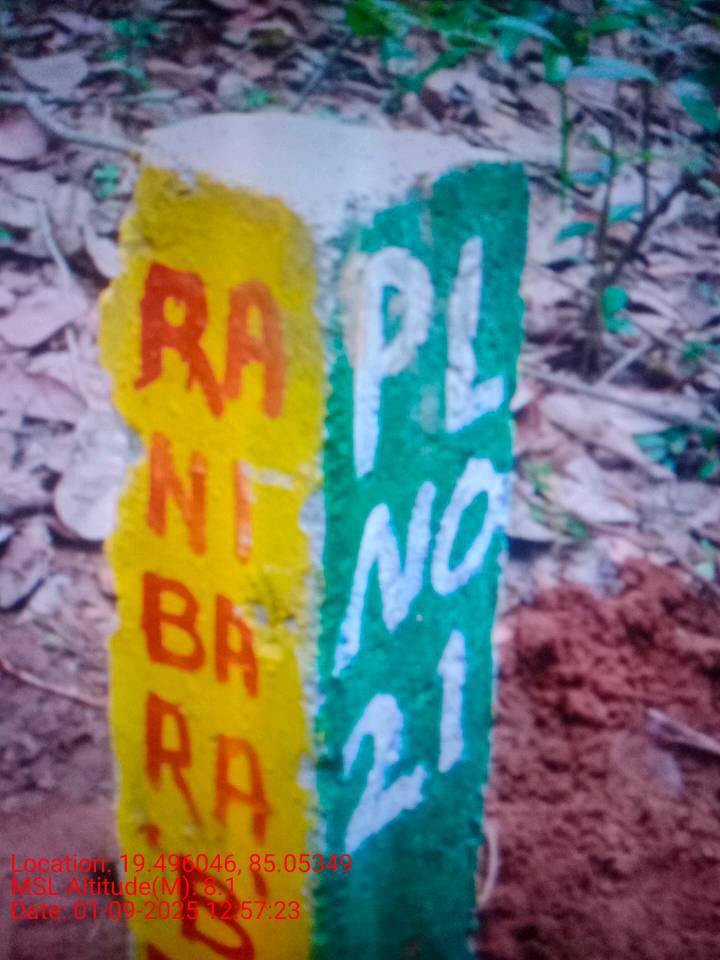 RA
NI
BA
RA
B
PL
NO
21
Location: 19.496046, 85.05349
MSL Altitude(M): 8.1
Date: 01-09-2025 12:57:23